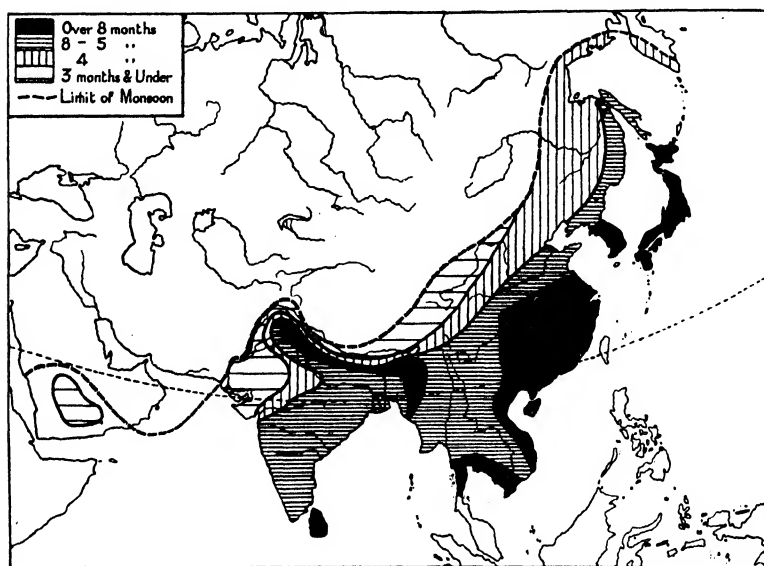 Over 8 months
8 - 5 ,,
4 ,,
3 months & Under
Limit of Monsoon